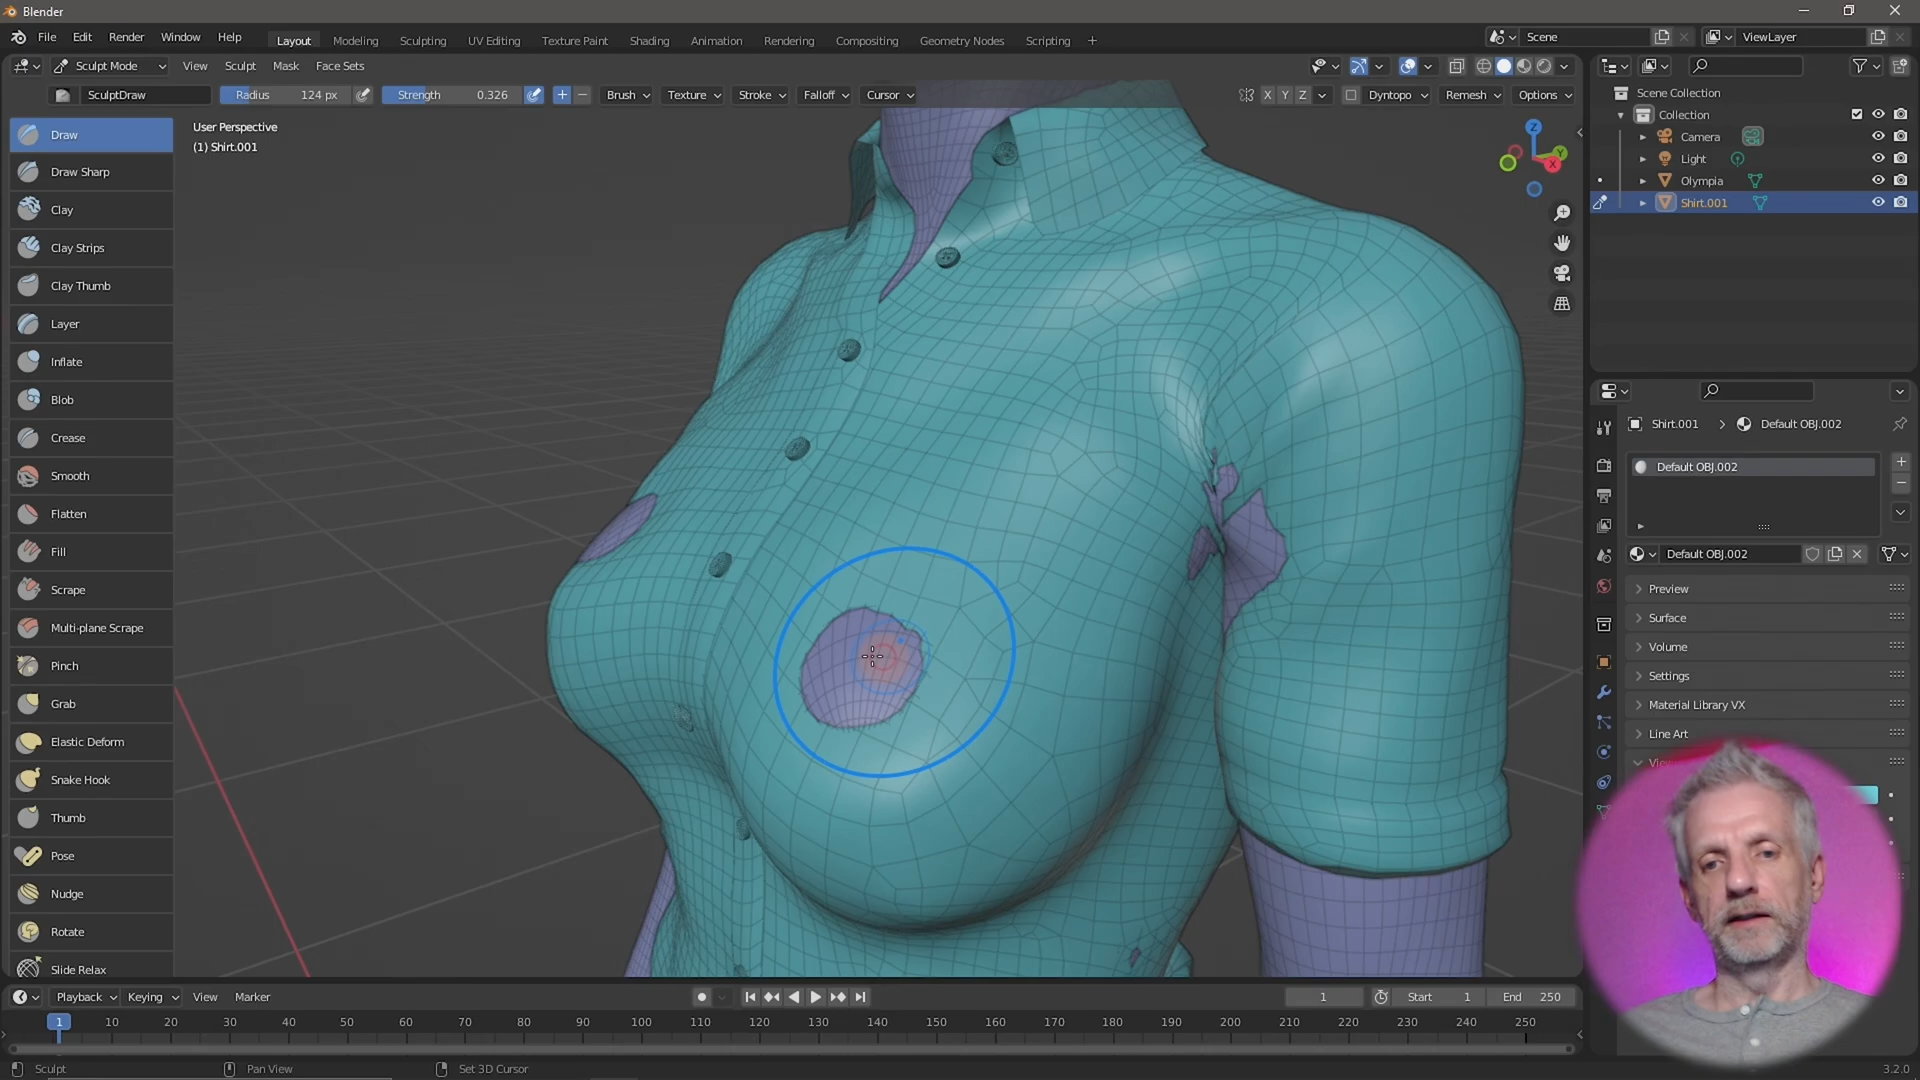 Blender
File Edit Render Window Help Layout Modeling Sculpting UV Editing Texture Paint Shading Animation Rendering Compositing Geometry Nodes Scripting + Scene ViewLayer
Sculpt Mode View Sculpt Mask Face Sets
SculptDraw Radius 124 px Strength 0.326 Brush Texture Stroke Falloff Cursor X Y Z Dyntopo Remesh Options
User Perspective
(1) Shirt.001
Z
Y
X
Draw
Draw Sharp
Clay
Clay Strips
Clay Thumb
Layer
Inflate
Blob
Crease
Smooth
Flatten
Fill
Scrape
Multi-plane Scrape
Pinch
Grab
Elastic Deform
Snake Hook
Thumb
Pose
Nudge
Rotate
Slide Relax
Scene Collection
Collection
Camera
Light
Olympia
Shirt.001
Shirt.001 > Default OBJ.002
Default OBJ.002
Default OBJ.002
Preview
Surface
Volume
Settings
Material Library VX
Line Art
Playback Keying View Marker 1 Start 1 End 250
1 10 20 30 40 50 60 70 80 90 100 110 120 130 140 150 160 170 180 190 200 210 220 230 240 250
Sculpt Pan View Set 3D Cursor 3.2.0